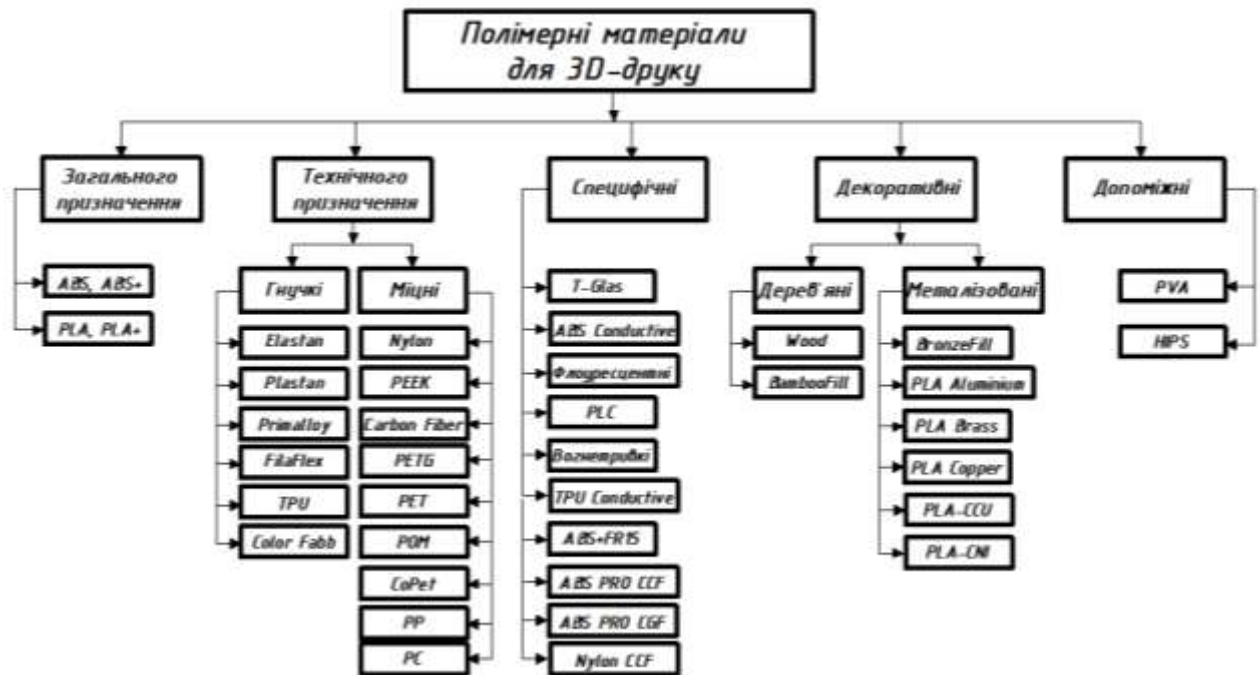 Полімерні матеріали
для 3D-друку
Загального
призначення
Технічного
призначення
Специфічні
Декоративні
Допоміжні
ABS, ABS+
PLA, PLA+
Гнучкі
Elastan
Plastan
Primalloy
FilaFlex
TPU
Color Fabb
Міцні
Nylon
PEEK
Carbon Fiber
PETG
PET
POM
CoPet
PP
PC
T-Glas
ABS Conductive
Флоуресцентні
PLC
Вогнетривкі
TPU Conductive
ABS+FR15
ABS PRO CCF
ABS PRO CGF
Nylon CCF
Дерев'яні
Wood
BambooFill
Металізовані
BronzeFill
PLA Aluminium
PLA Brass
PLA Copper
PLA-CCU
PLA-CNI
PVA
HIPS